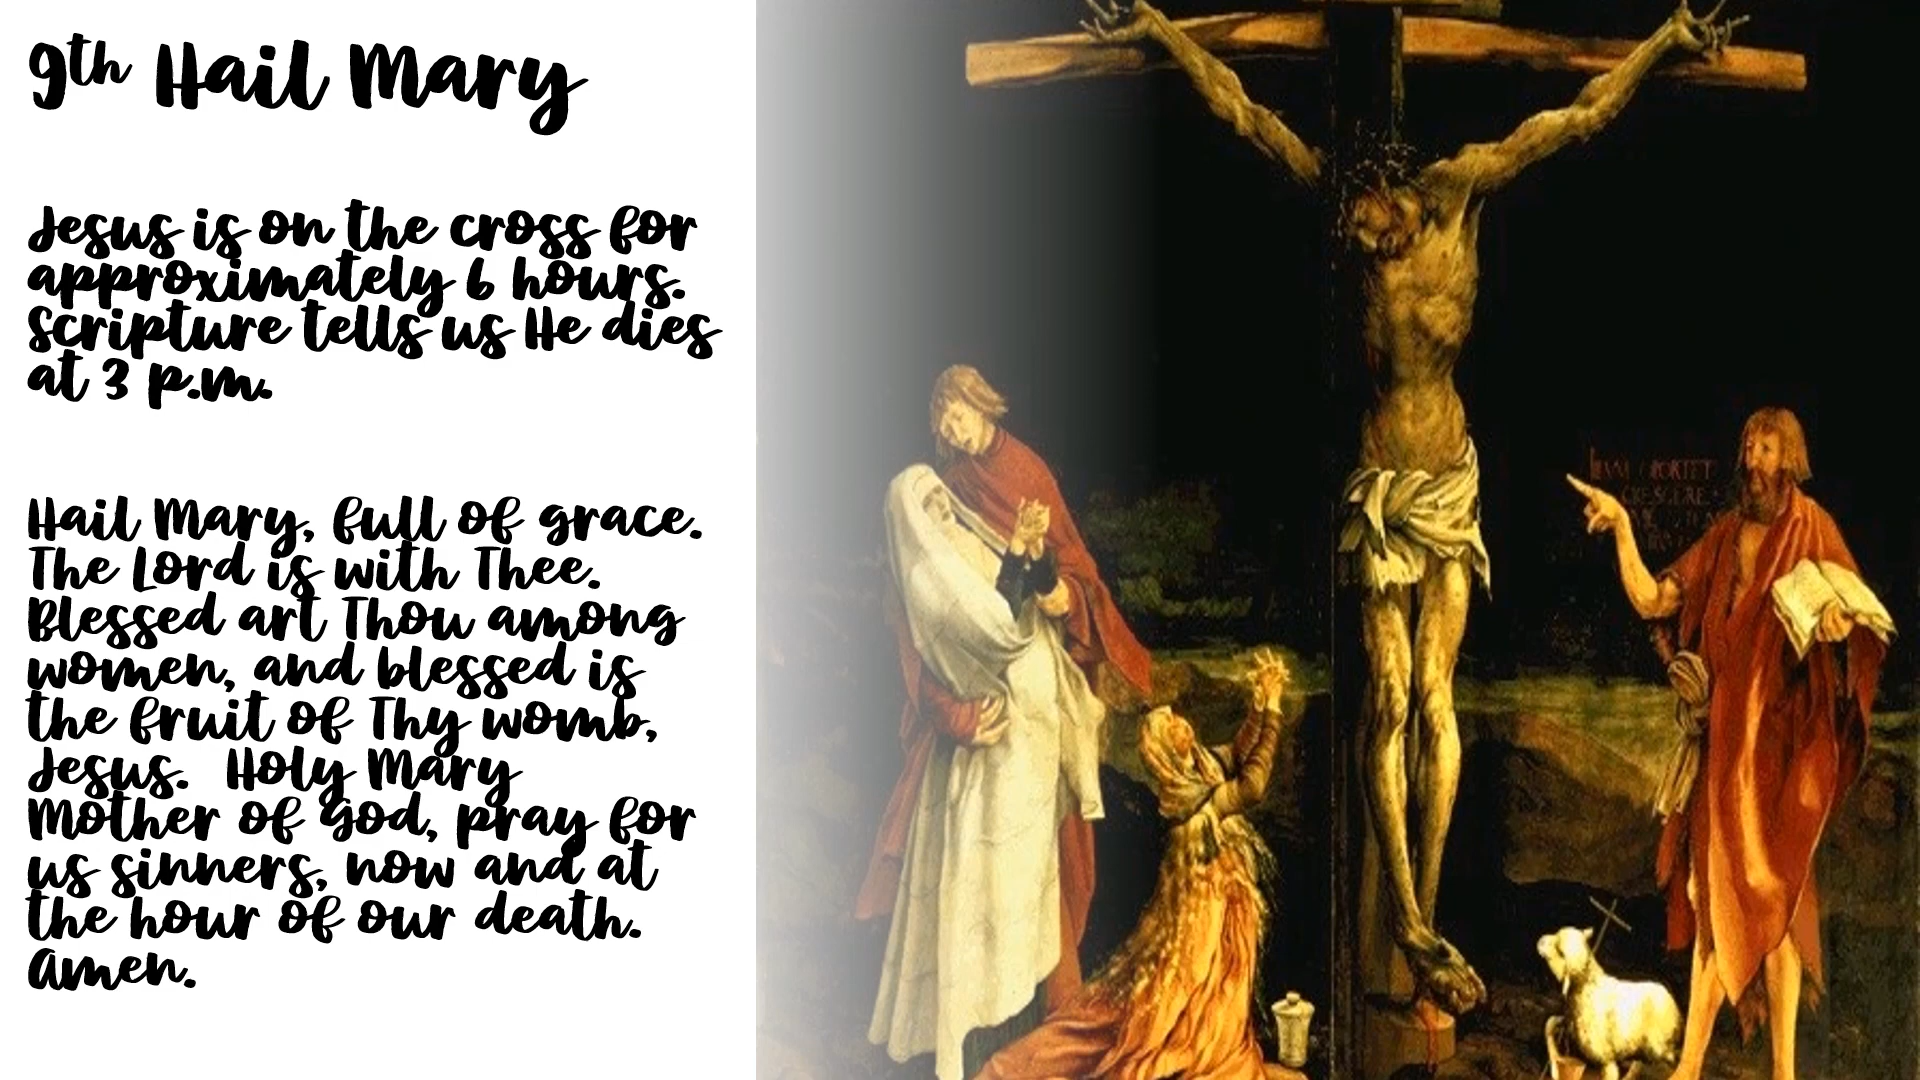 9th Hail Mary
Jesus is on the cross for
approximately 6 hours.
Scripture tells us He dies
at 3 p.m.
Hail Mary, full of grace.
The Lord is with Thee.
Blessed art Thou among
women, and blessed is
the fruit of Thy womb,
Jesus.  Holy Mary
Mother of God, pray for
us sinners, now and at
the hour of our death.
Amen.